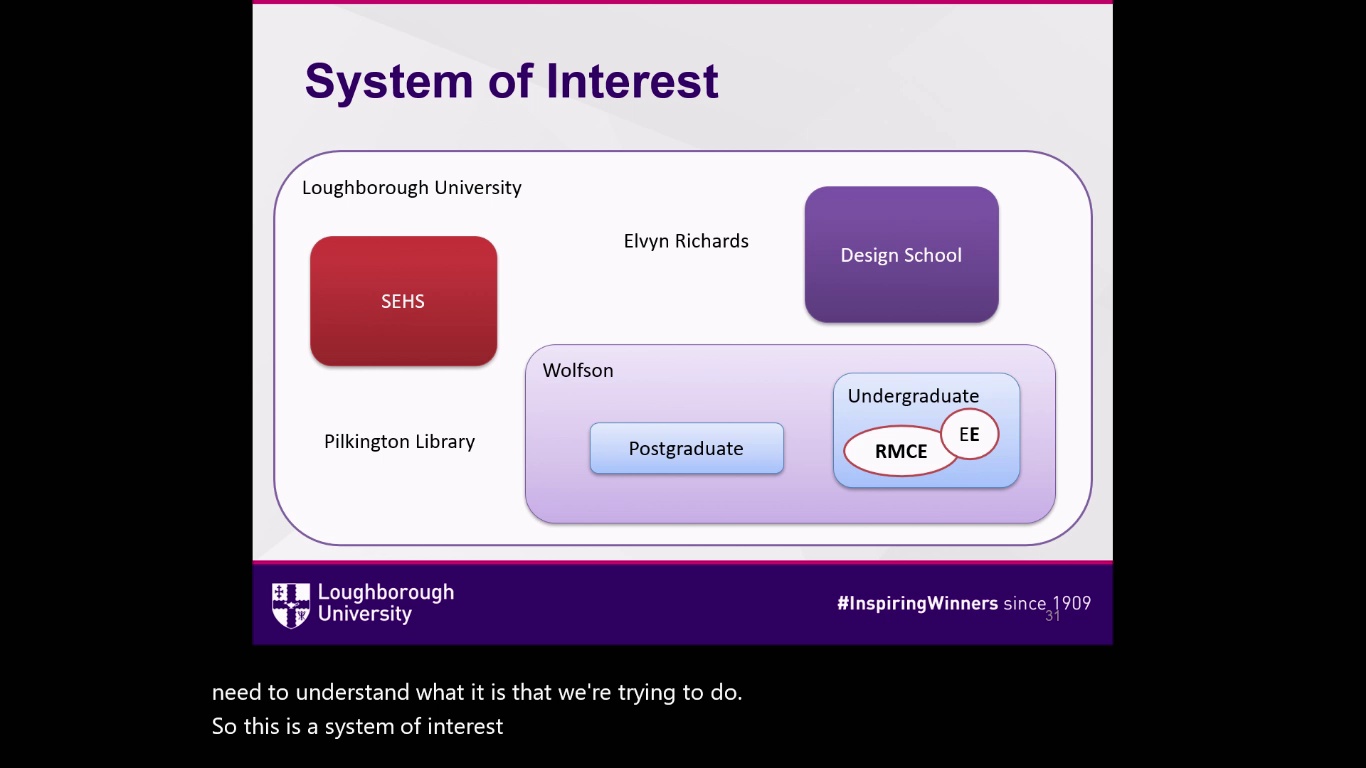 System of Interest
Loughborough University
Elvyn Richards
Design School
SEHS
Wolfson
Undergraduate
EE
RMCE
Postgraduate
Pilkington Library
Loughborough
University
#InspiringWinners since 1909
31
need to understand what it is that we're trying to do.
So this is a system of interest